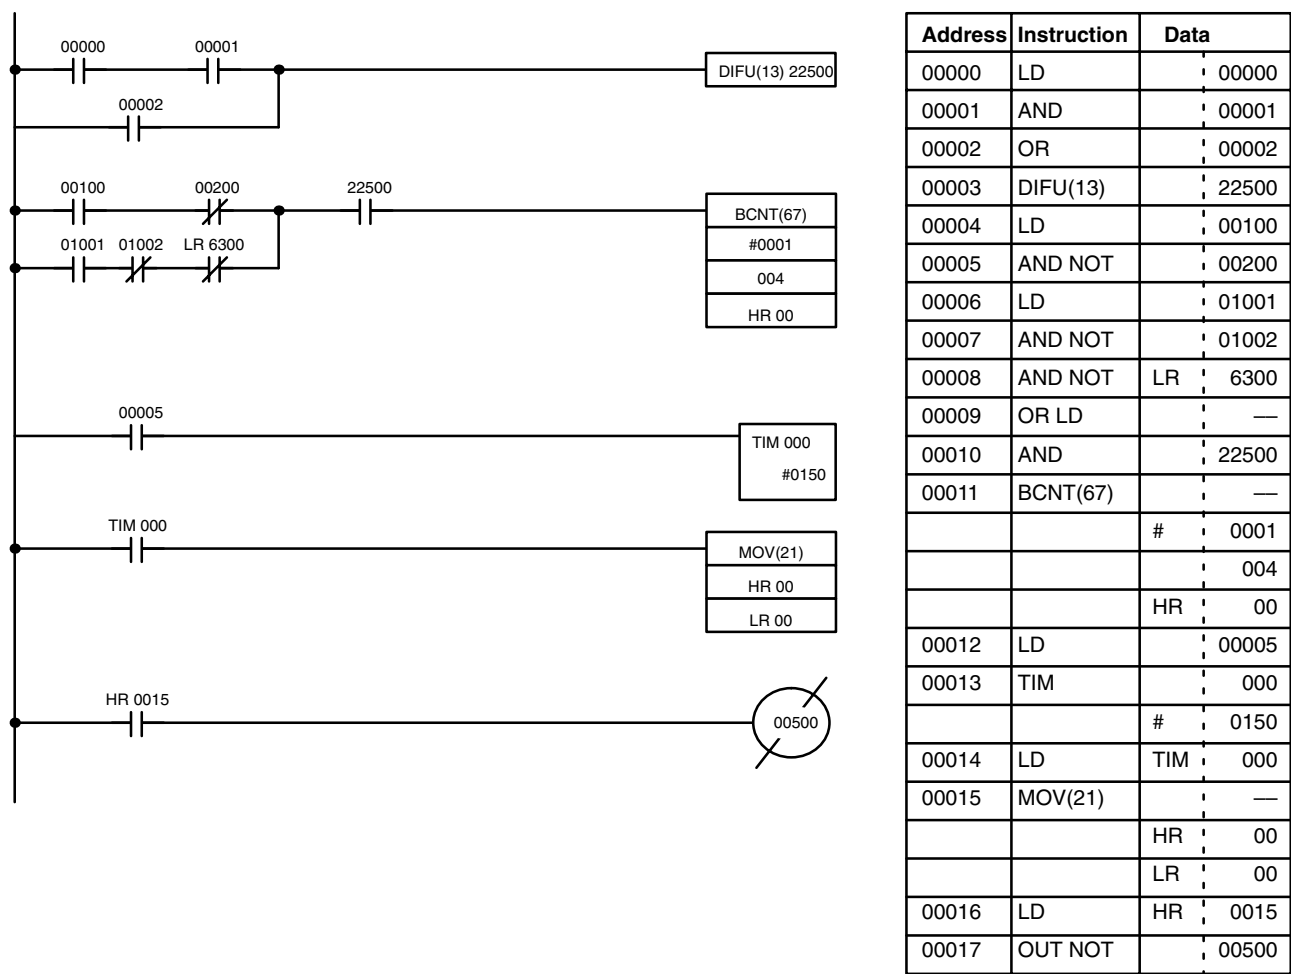 00000 00001
DIFU(13) 22500
00002
00100 00200 22500
BCNT(67)
#0001
004
HR 00
01001 01002 LR 6300
00005
TIM 000
#0150
TIM 000
MOV(21)
HR 00
LR 00
HR 0015
00500
Address Instruction Data
00000 LD 00000
00001 AND 00001
00002 OR 00002
00003 DIFU(13) 22500
00004 LD 00100
00005 AND NOT 00200
00006 LD 01001
00007 AND NOT 01002
00008 AND NOT LR 6300
00009 OR LD —
00010 AND 22500
00011 BCNT(67) —
# 0001
004
HR 00
00012 LD 00005
00013 TIM 000
# 0150
00014 LD TIM 000
00015 MOV(21) —
HR 00
LR 00
00016 LD HR 0015
00017 OUT NOT 00500